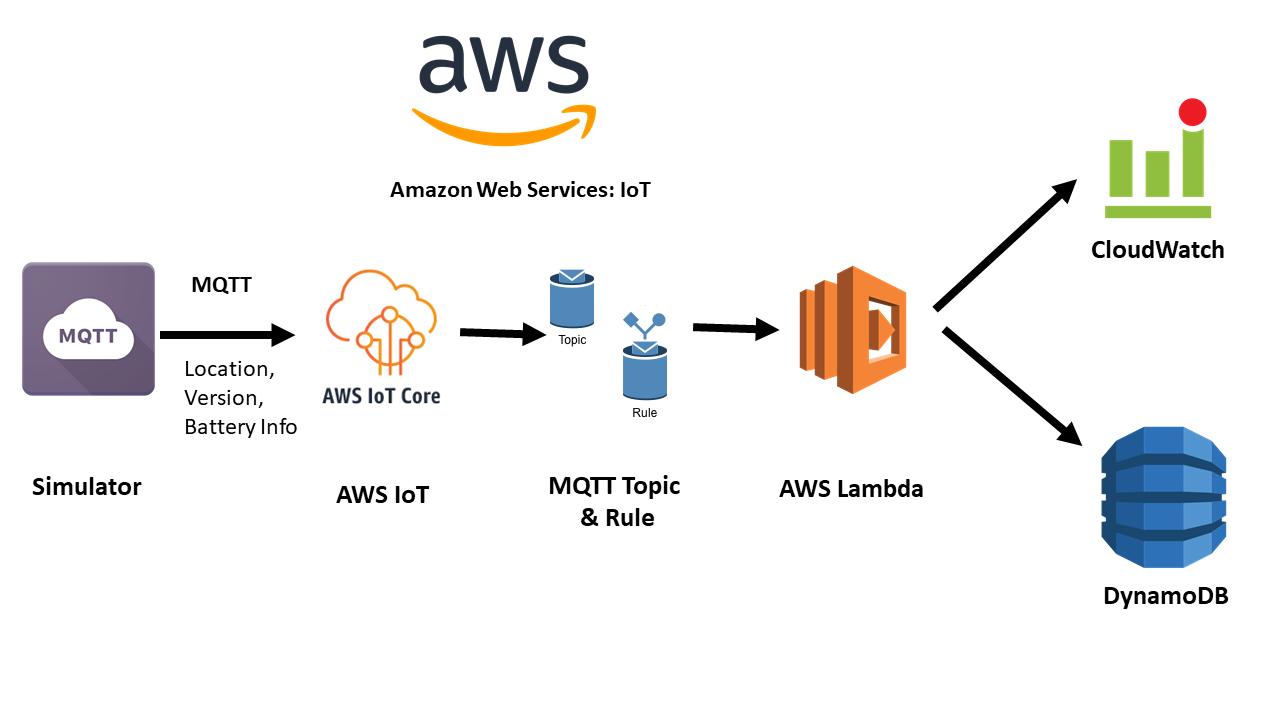 aws
Amazon Web Services: IoT
MQTT
MQTT
Location,
Version,
Battery Info
Simulator
AWS IoT Core
AWS IoT
Topic
Rule
MQTT Topic
& Rule
AWS Lambda
CloudWatch
DynamoDB